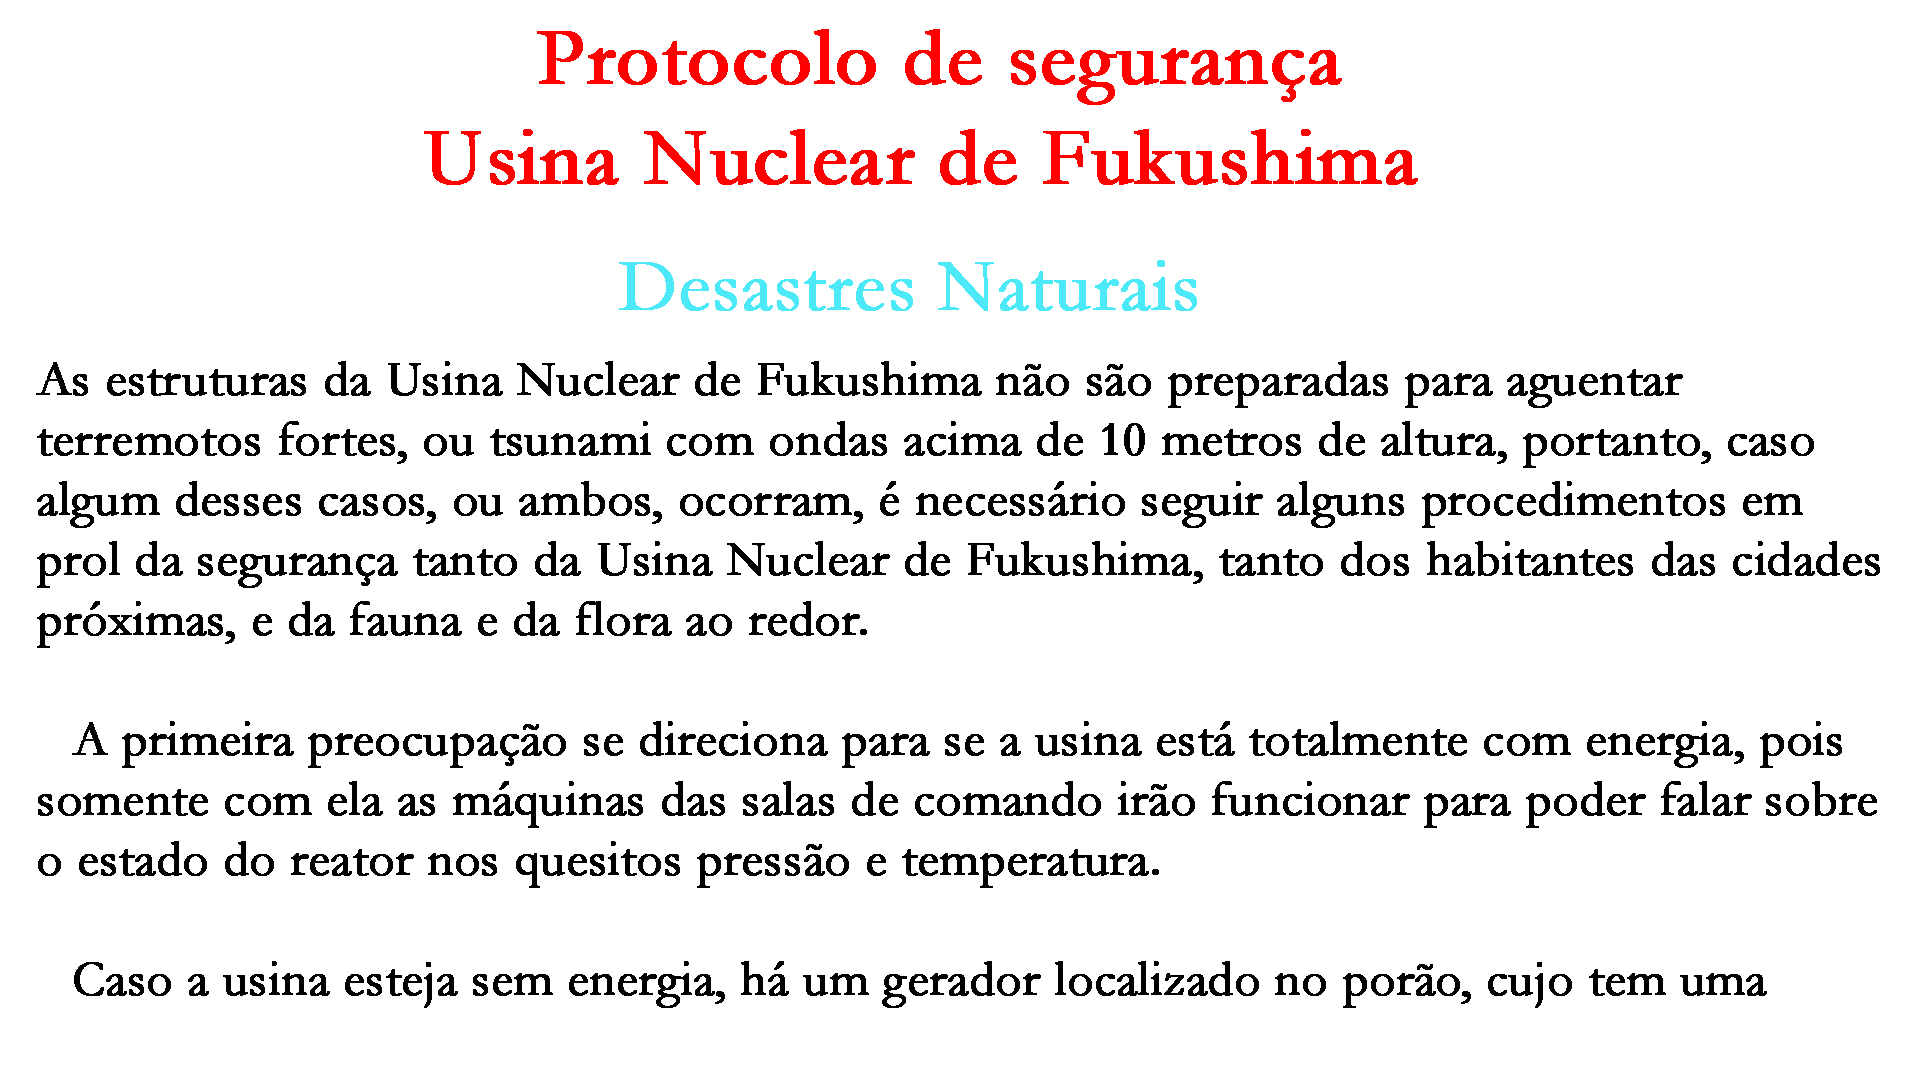 Protocolo de segurança
Usina Nuclear de Fukushima
Desastres Naturais
As estruturas da Usina Nuclear de Fukushima não são preparadas para aguentar
terremotos fortes, ou tsunami com ondas acima de 10 metros de altura, portanto, caso
algum desses casos, ou ambos, ocorram, é necessário seguir alguns procedimentos em
prol da segurança tanto da Usina Nuclear de Fukushima, tanto dos habitantes das cidades
próximas, e da fauna e da flora ao redor.
A primeira preocupação se direciona para se a usina está totalmente com energia, pois
somente com ela as máquinas das salas de comando irão funcionar para poder falar sobre
o estado do reator nos quesitos pressão e temperatura.
Caso a usina esteja sem energia, há um gerador localizado no porão, cujo tem uma